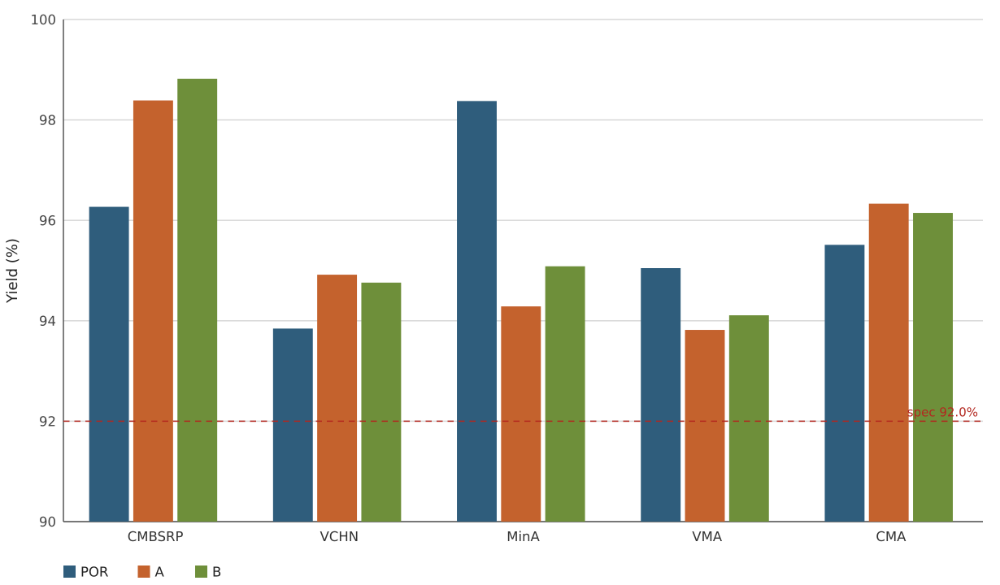 100
98
96
94
92
90
Yield (%)
spec 92.0%
CMBSRP VCHN MinA VMA CMA
POR A B